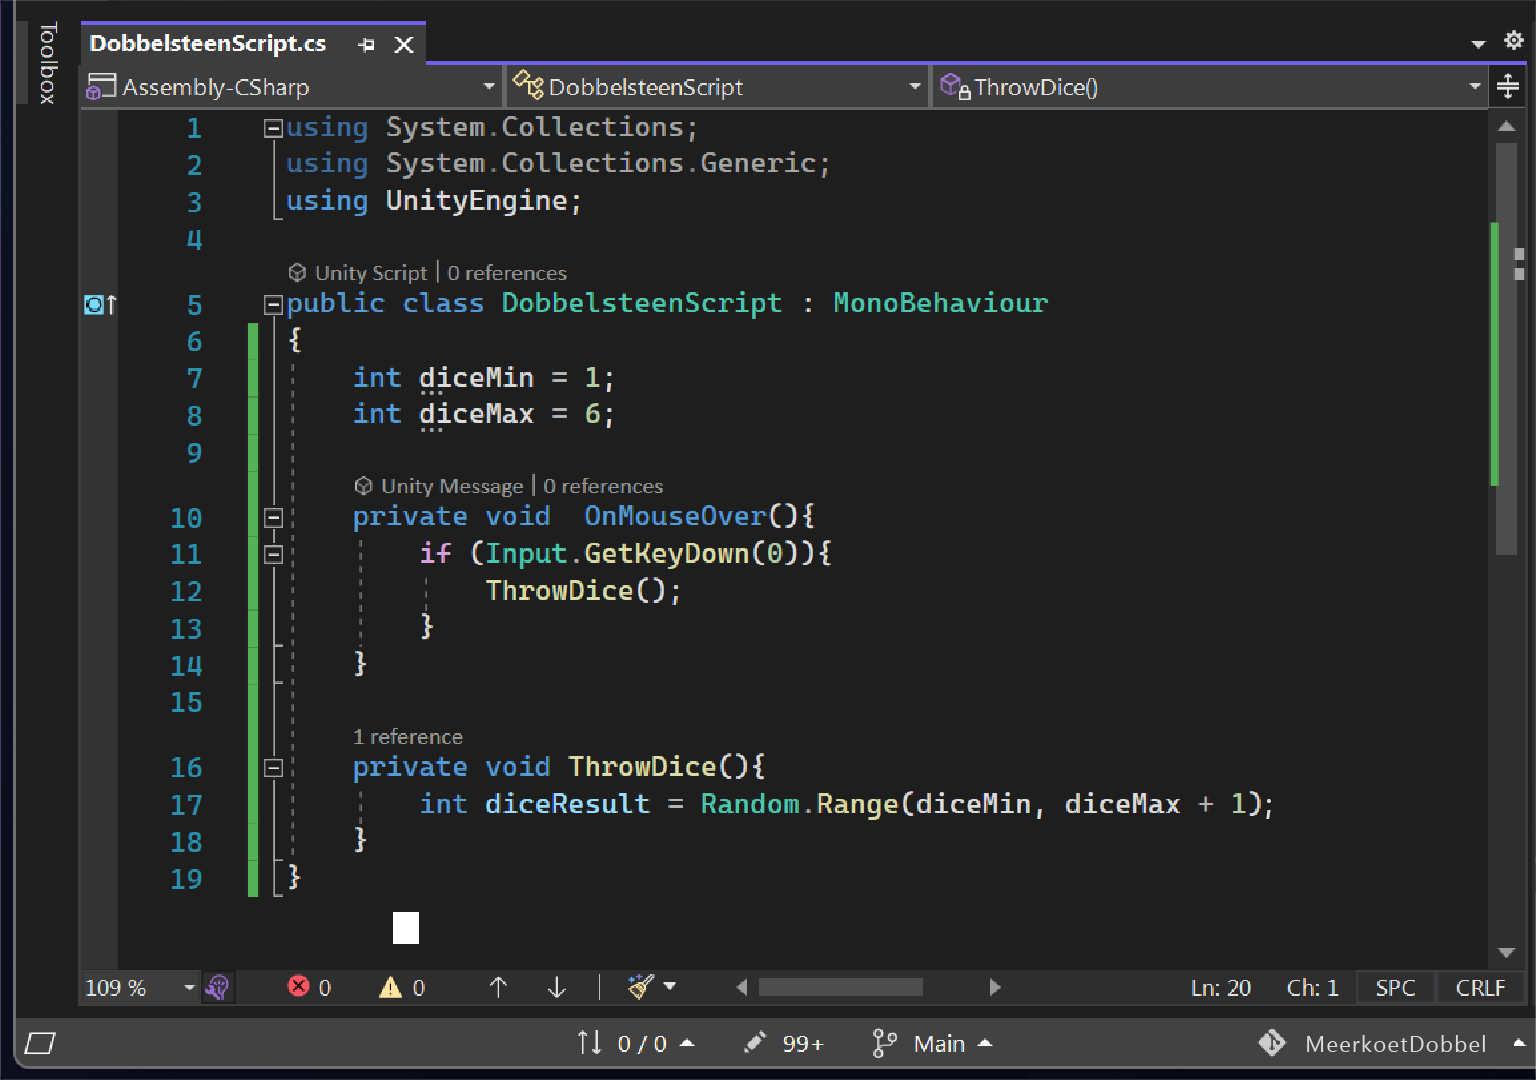 Toolbox
DobbelsteenScript.cs
Assembly-CSharp DobbelsteenScript ThrowDice()
1 using System.Collections;
2 using System.Collections.Generic;
3 using UnityEngine;
4
Unity Script | 0 references
5 public class DobbelsteenScript : MonoBehaviour
6 {
7 int diceMin = 1;
8 int diceMax = 6;
9
Unity Message | 0 references
10 private void  OnMouseOver(){
11 if (Input.GetKeyDown(0)){
12 ThrowDice();
13 }
14 }
15
1 reference
16 private void ThrowDice(){
17 int diceResult = Random.Range(diceMin, diceMax + 1);
18 }
19 }
109 % 0 0 Ln: 20 Ch: 1 SPC CRLF
0 / 0 99+ Main MeerkoetDobbel